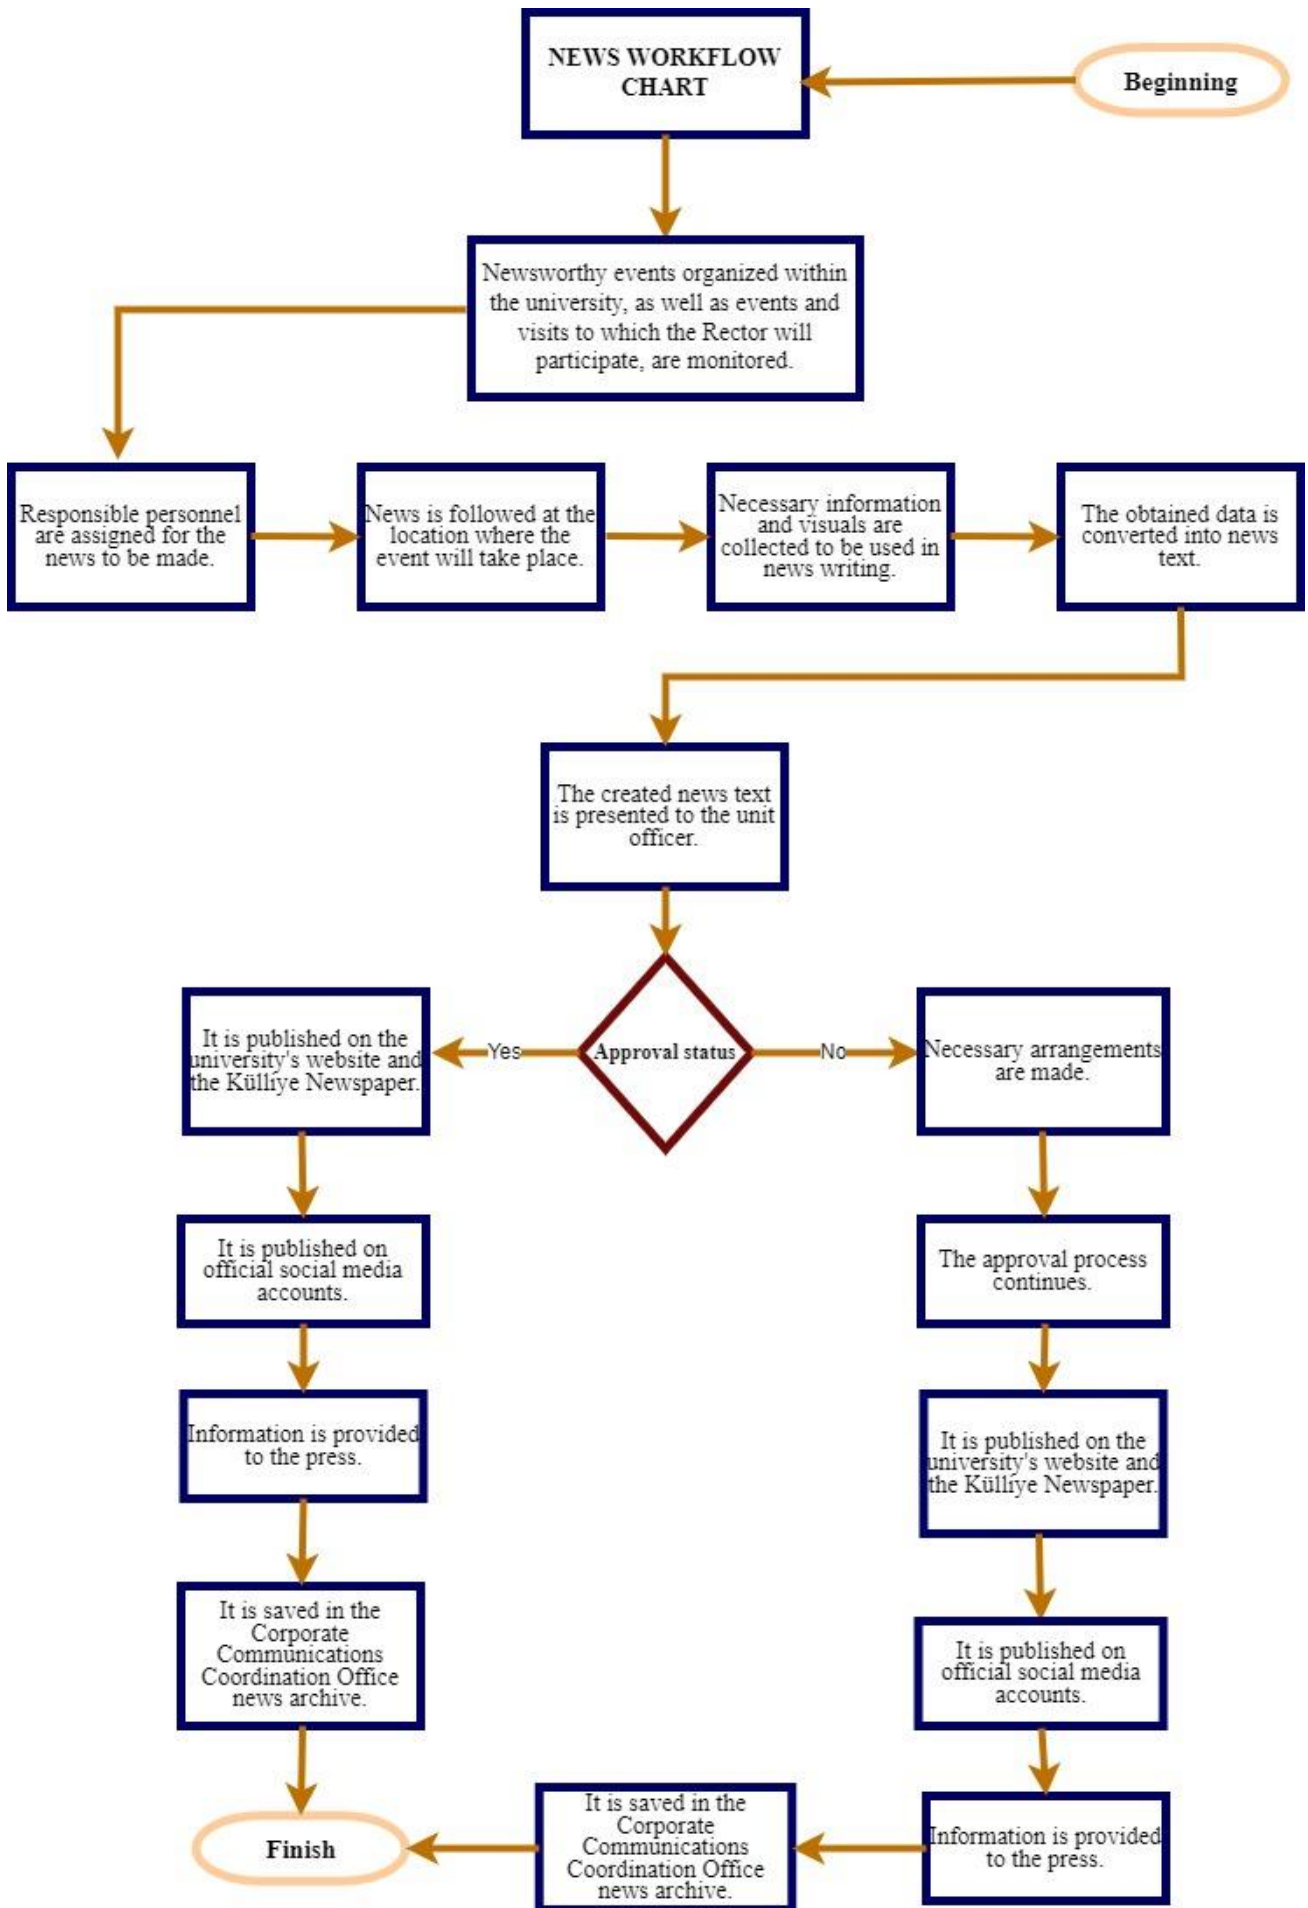 NEWS WORKFLOW
CHART
Beginning
Newsworthy events organized within
the university, as well as events and
visits to which the Rector will
participate, are monitored.
Responsible personnel
are assigned for the
news to be made.
News is followed at the
location where the
event will take place.
Necessary information
and visuals are
collected to be used in
news writing.
The obtained data is
converted into news
text.
The created news text
is presented to the unit
officer.
Approval status
Yes
No
It is published on the
university's website and
the Külliye Newspaper.
It is published on
official social media
accounts.
Information is provided
to the press.
It is saved in the
Corporate
Communications
Coordination Office
news archive.
Finish
Necessary arrangements
are made.
The approval process
continues.
It is published on the
university's website and
the Külliye Newspaper.
It is published on
official social media
accounts.
Information is provided
to the press.
It is saved in the
Corporate
Communications
Coordination Office
news archive.